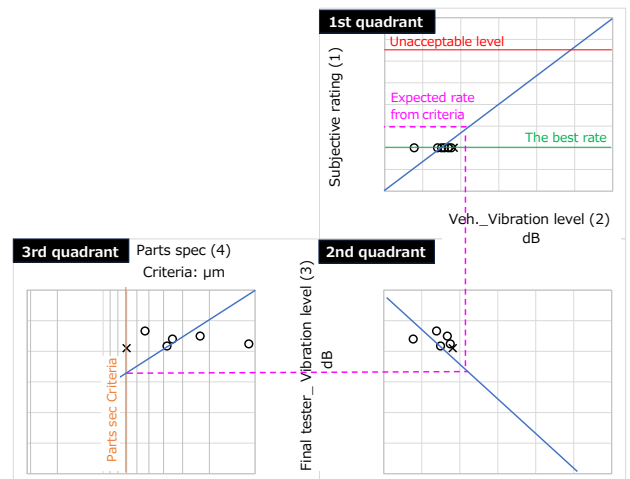 1st quadrant
Unacceptable level
Expected rate
from criteria
The best rate
Subjective rating (1)
Veh._Vibration level (2)
dB
3rd quadrant
Parts spec (4)
Criteria: µm
Parts sec Criteria
2nd quadrant
Final tester_ Vibration level (3)
dB